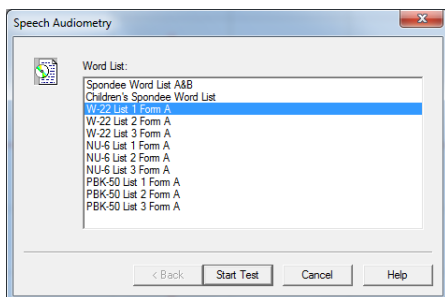 Speech Audiometry
Word List:
Spondee Word List A&B
Children's Spondee Word List
W-22 List 1 Form A
W-22 List 2 Form A
W-22 List 3 Form A
NU-6 List 1 Form A
NU-6 List 2 Form A
NU-6 List 3 Form A
PBK-50 List 1 Form A
PBK-50 List 2 Form A
PBK-50 List 3 Form A
< Back Start Test Cancel Help